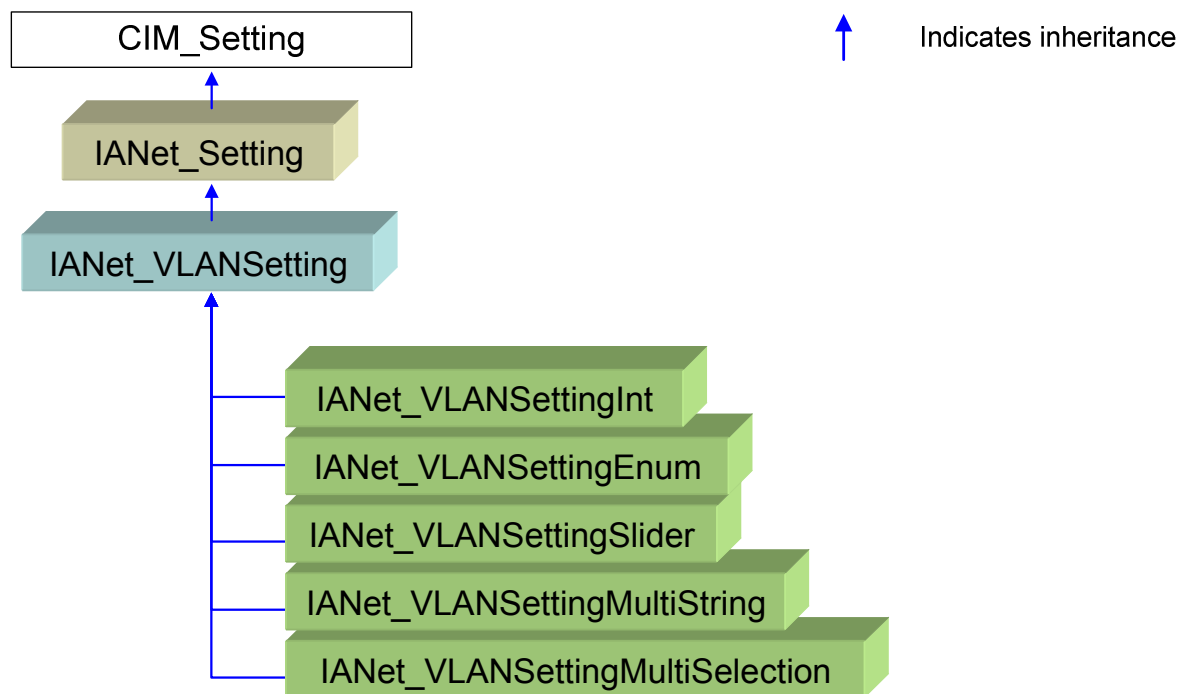 CIM_Setting
Indicates inheritance
IANet_Setting
IANet_VLANSetting
IANet_VLANSettingInt
IANet_VLANSettingEnum
IANet_VLANSettingSlider
IANet_VLANSettingMultiString
IANet_VLANSettingMultiSelection